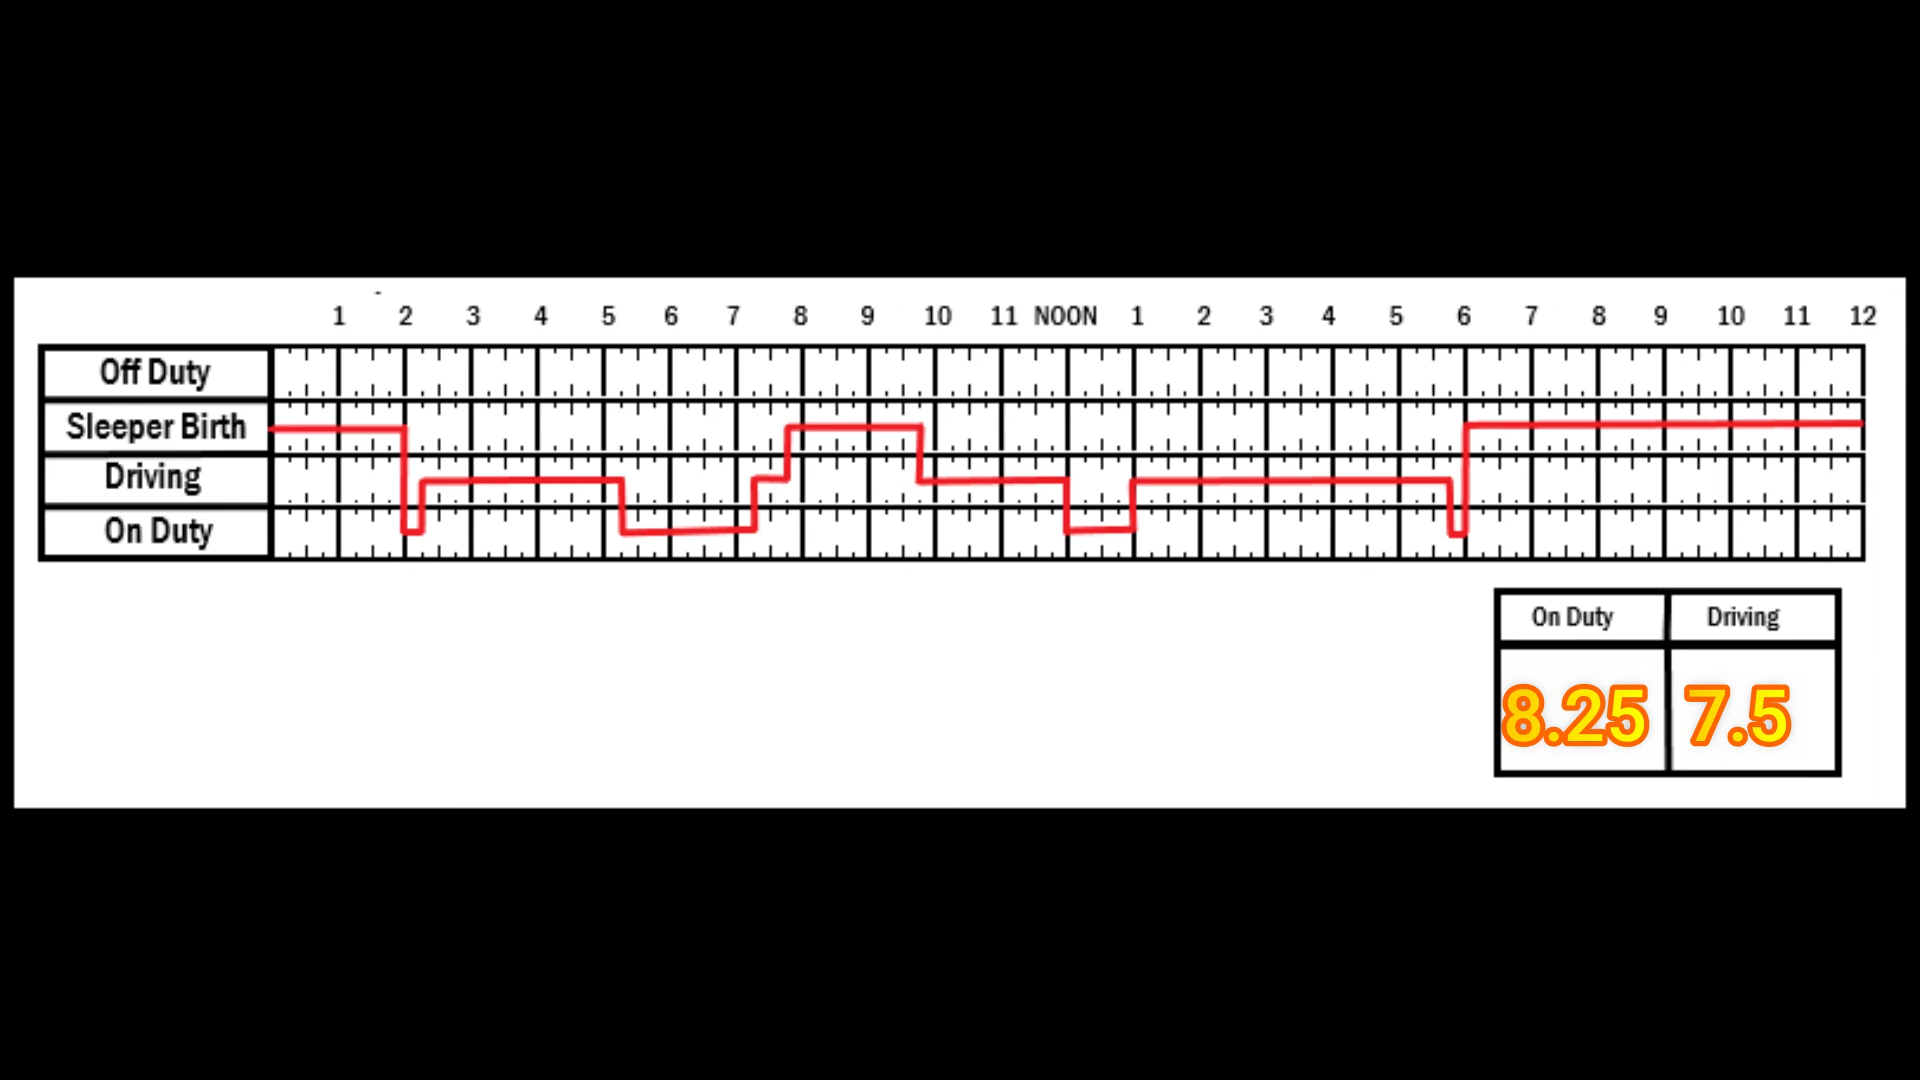 1 2 3 4 5 6 7 8 9 10 11 NOON 1 2 3 4 5 6 7 8 9 10 11 12
Off Duty
Sleeper Birth
Driving
On Duty
On Duty Driving
8.25 7.5